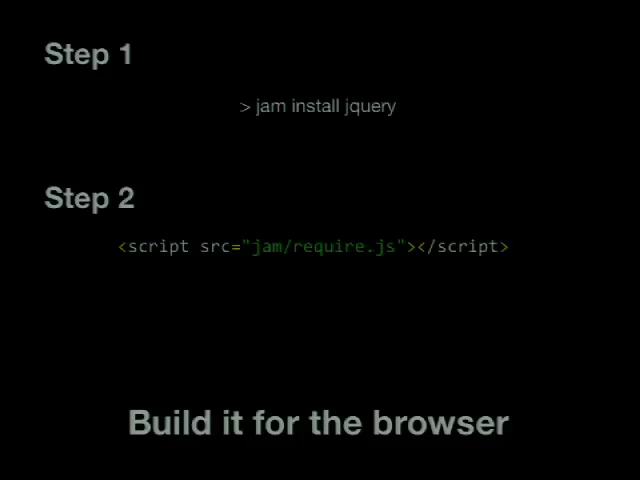 Step 1
> jam install jquery
Step 2
<script src="jam/require.js"></script>
Build it for the browser